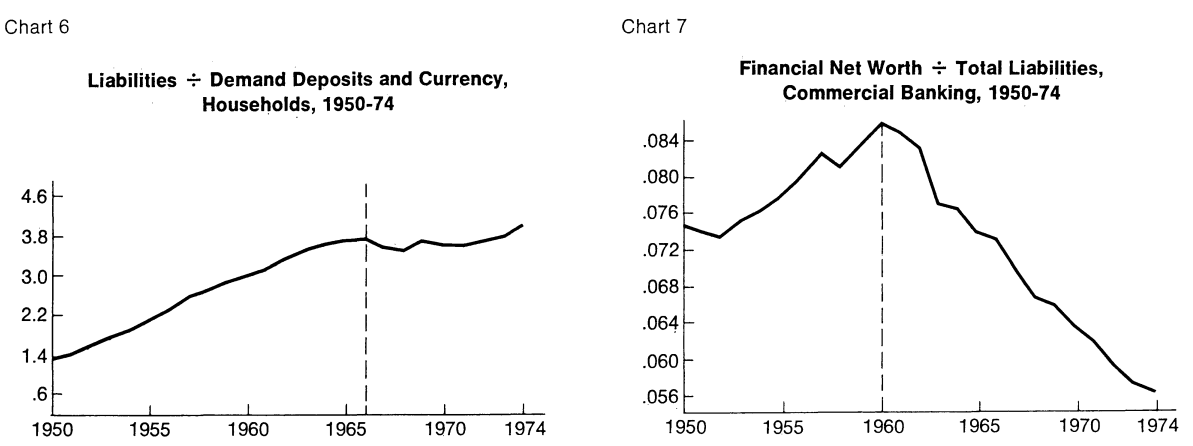 Chart 6
Liabilities ÷ Demand Deposits and Currency,
Households, 1950-74
4.6
3.8
3.0
2.2
1.4
.6
1950 1955 1960 1965 1970 1974
Chart 7
Financial Net Worth ÷ Total Liabilities,
Commercial Banking, 1950-74
.084
.080
.076
.072
.068
.064
.060
.056
1950 1955 1960 1965 1970 1974